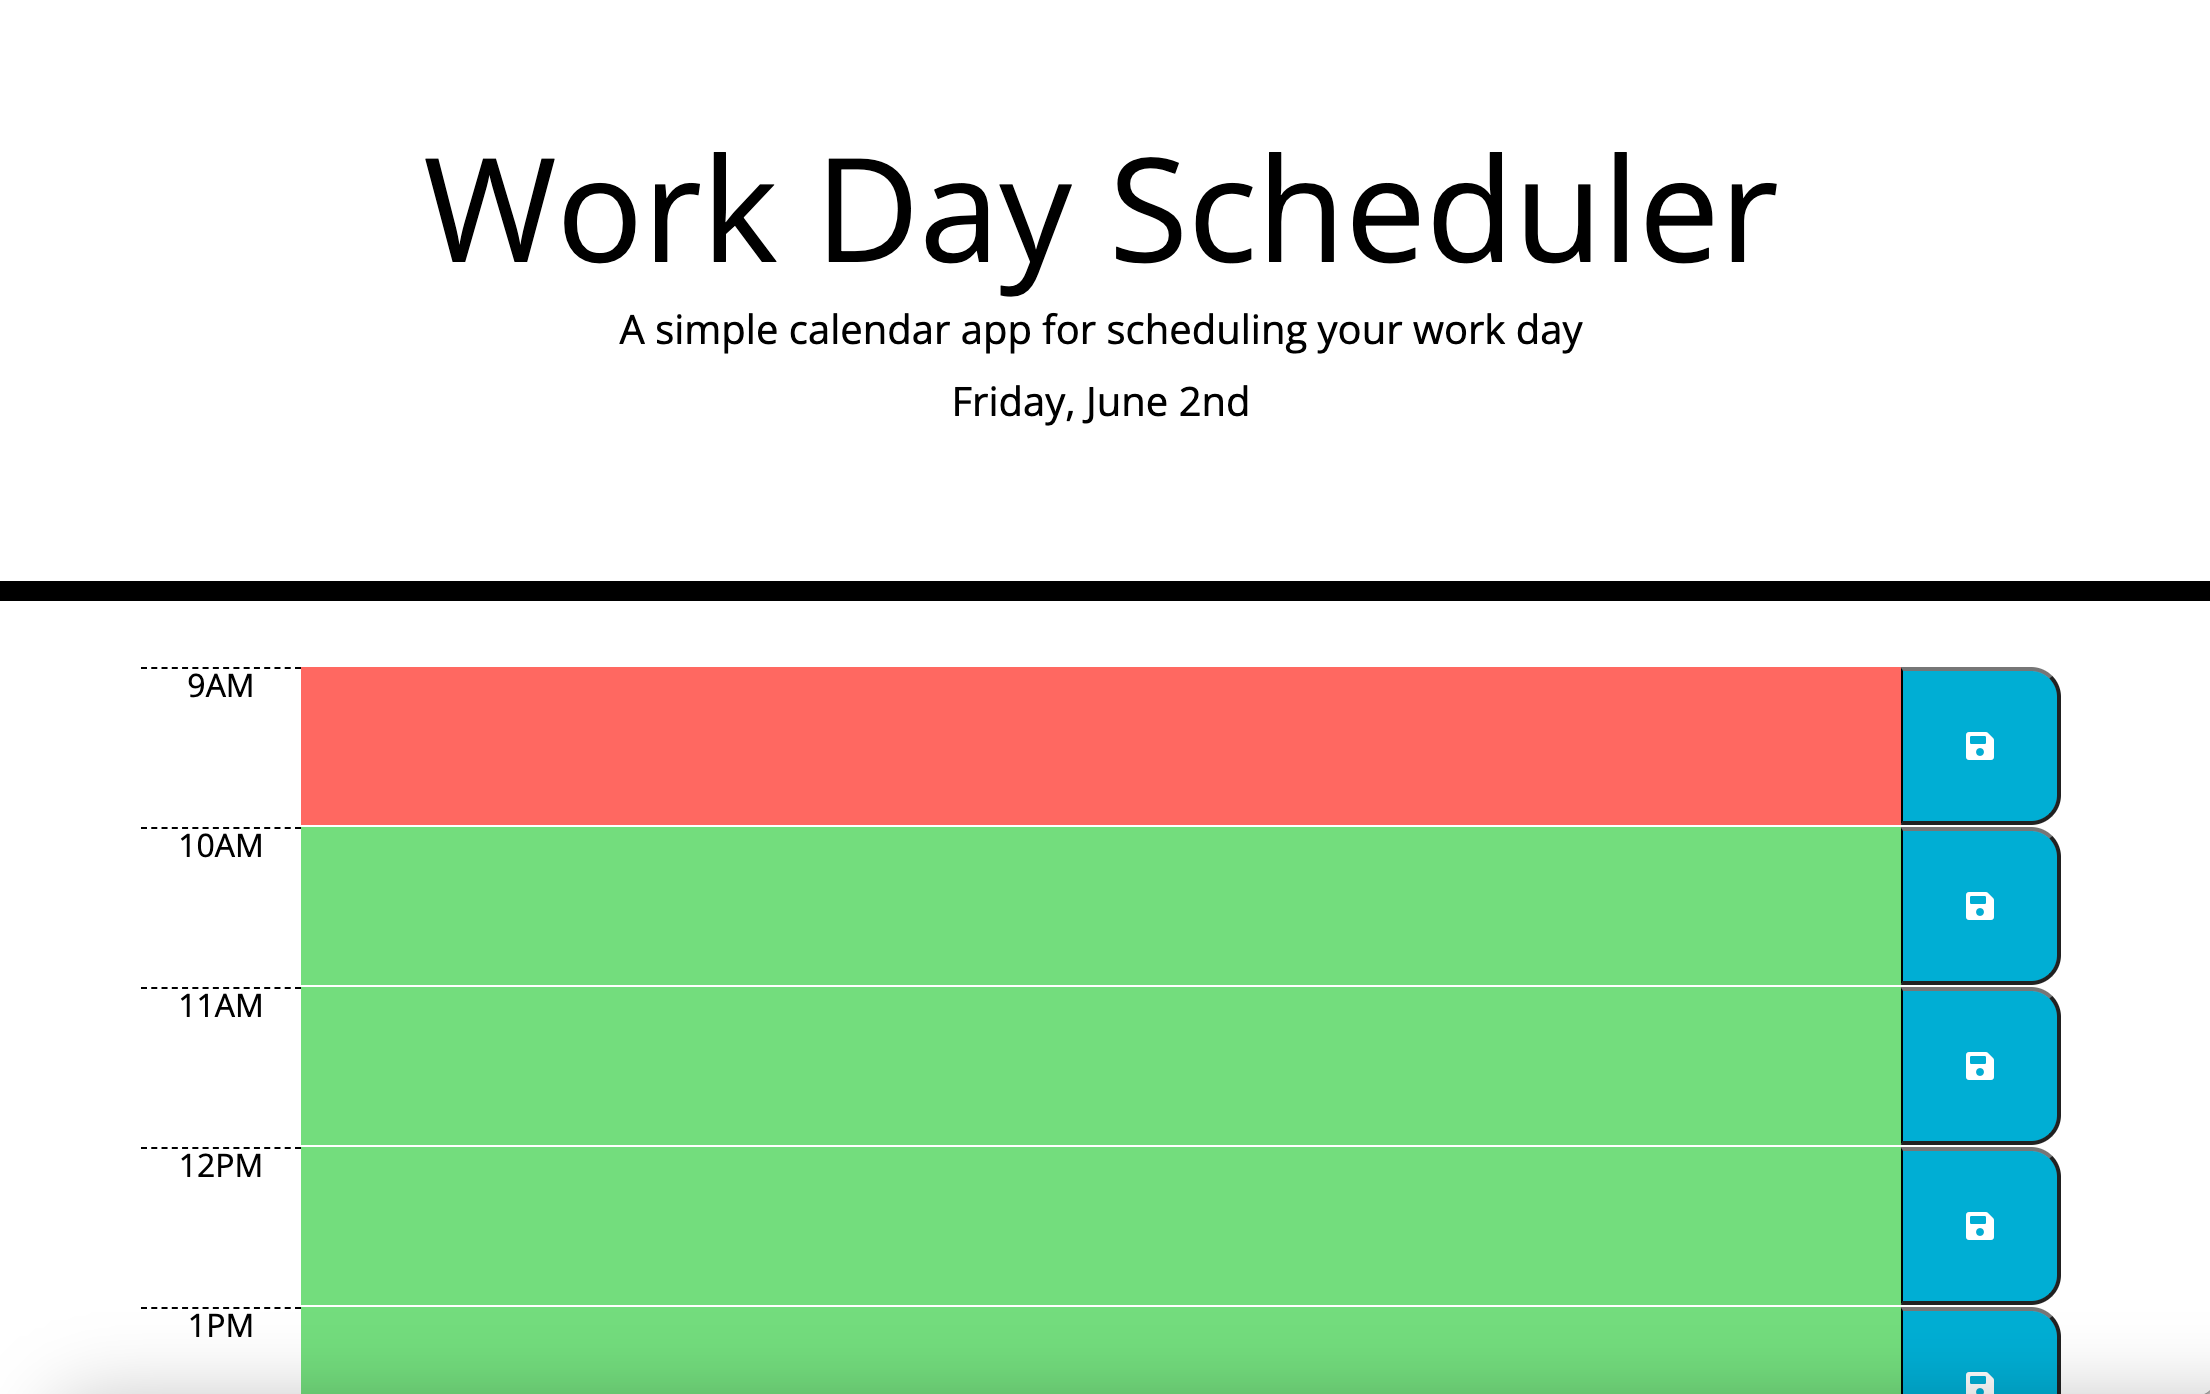 Work Day Scheduler
A simple calendar app for scheduling your work day
Friday, June 2nd
9AM
10AM
11AM
12PM
1PM